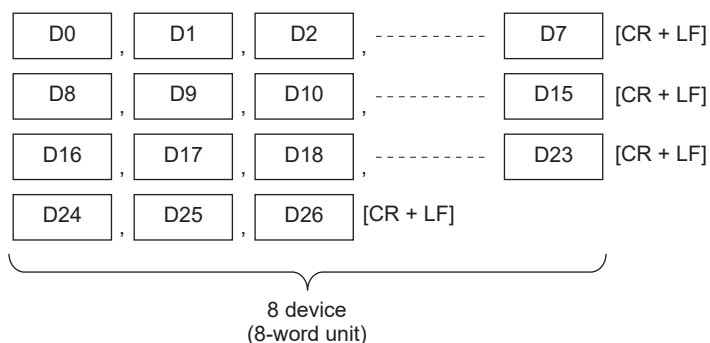 D0 , D1 , D2 , ---------- D7 [CR + LF]
D8 , D9 , D10 , ---------- D15 [CR + LF]
D16 , D17 , D18 , ---------- D23 [CR + LF]
D24 , D25 , D26 [CR + LF]
8 device
(8-word unit)